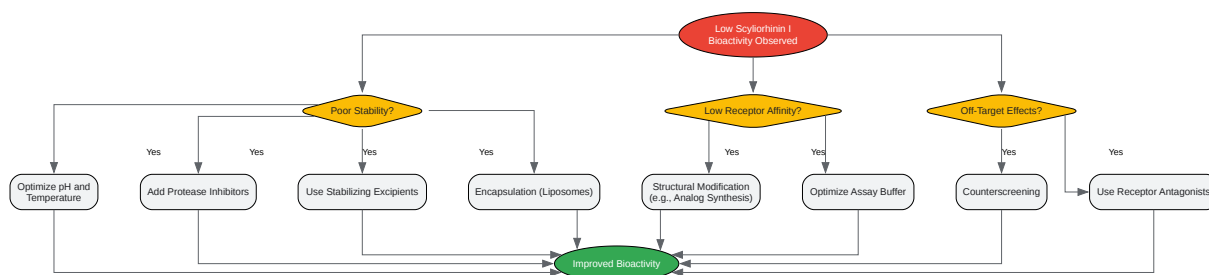 Low Scyliorhinin I
Bioactivity Observed
Poor Stability?
Low Receptor Affinity?
Off-Target Effects?
Yes
Yes
Yes
Yes
Yes
Yes
Yes
Yes
Optimize pH and
Temperature
Add Protease Inhibitors
Use Stabilizing Excipients
Encapsulation (Liposomes)
Structural Modification
(e.g., Analog Synthesis)
Optimize Assay Buffer
Counterscreening
Use Receptor Antagonists
Improved Bioactivity